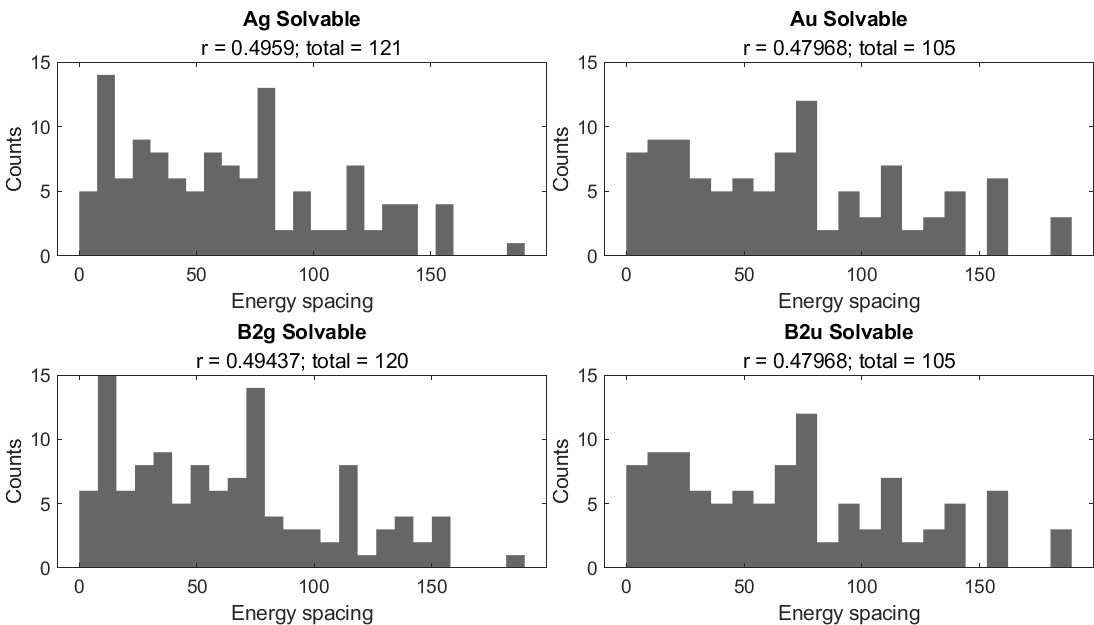 Ag Solvable
r = 0.4959; total = 121
15
10
5
0
Counts
0 50 100 150
Energy spacing
Au Solvable
r = 0.47968; total = 105
15
10
5
0
Counts
0 50 100 150
Energy spacing
B2g Solvable
r = 0.49437; total = 120
15
10
5
0
Counts
0 50 100 150
Energy spacing
B2u Solvable
r = 0.47968; total = 105
15
10
5
0
Counts
0 50 100 150
Energy spacing